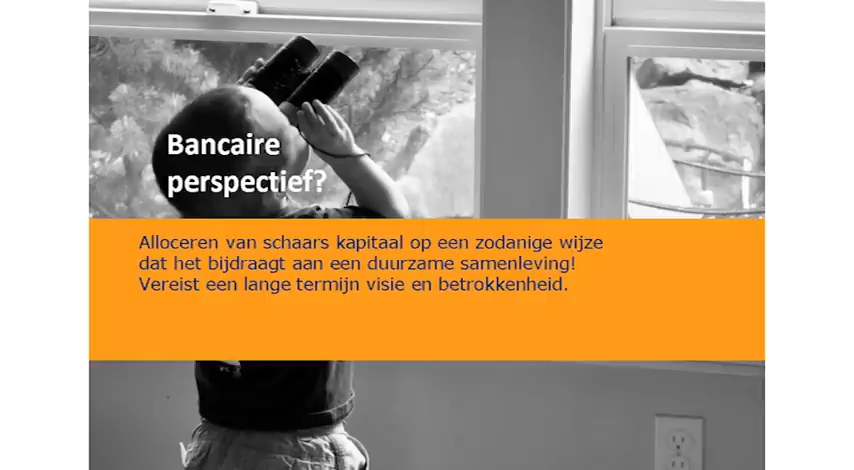 Bancaire
perspectief?
Alloceren van schaars kapitaal op een zodanige wijze
dat het bijdraagt aan een duurzame samenleving!
Vereist een lange termijn visie en betrokkenheid.